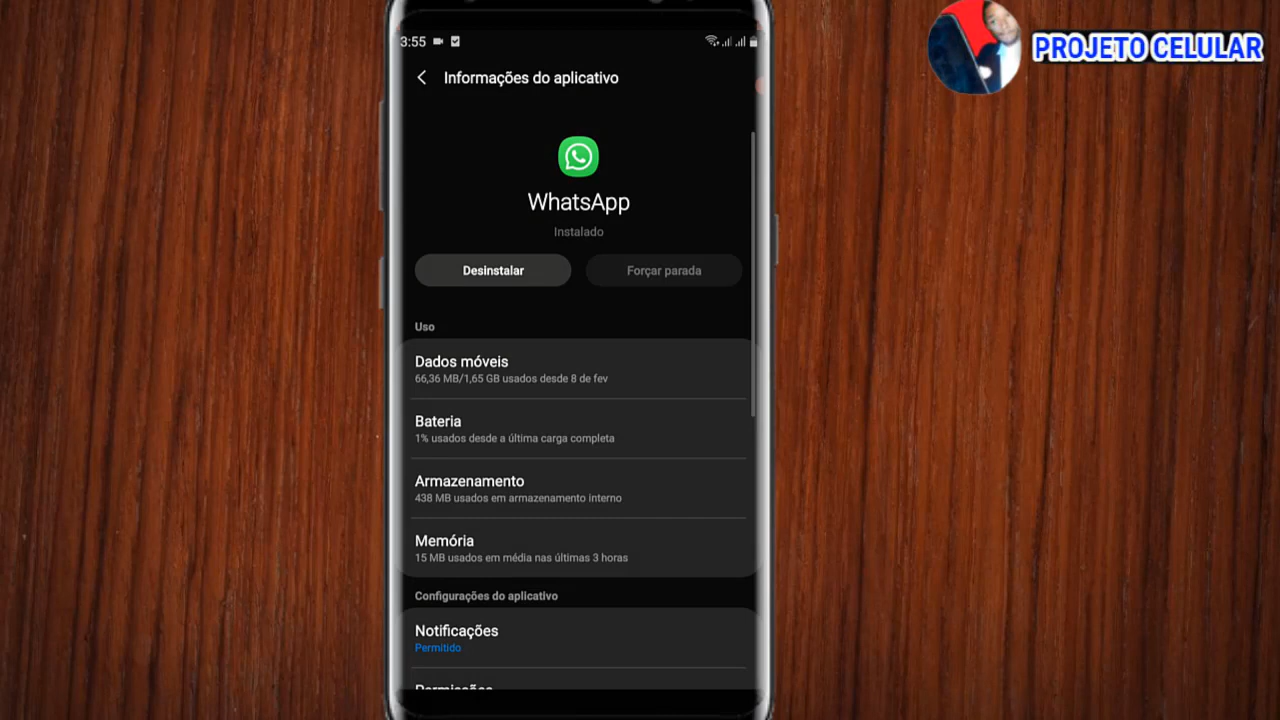 PROJETO CELULAR
3:55
Informações do aplicativo
WhatsApp
Instalado
Desinstalar
Forçar parada
Uso
Dados móveis
66,36 MB/1,65 GB usados desde 8 de fev
Bateria
1% usados desde a última carga completa
Armazenamento
438 MB usados em armazenamento interno
Memória
15 MB usados em média nas últimas 3 horas
Configurações do aplicativo
Notificações
Permitido
Permissões